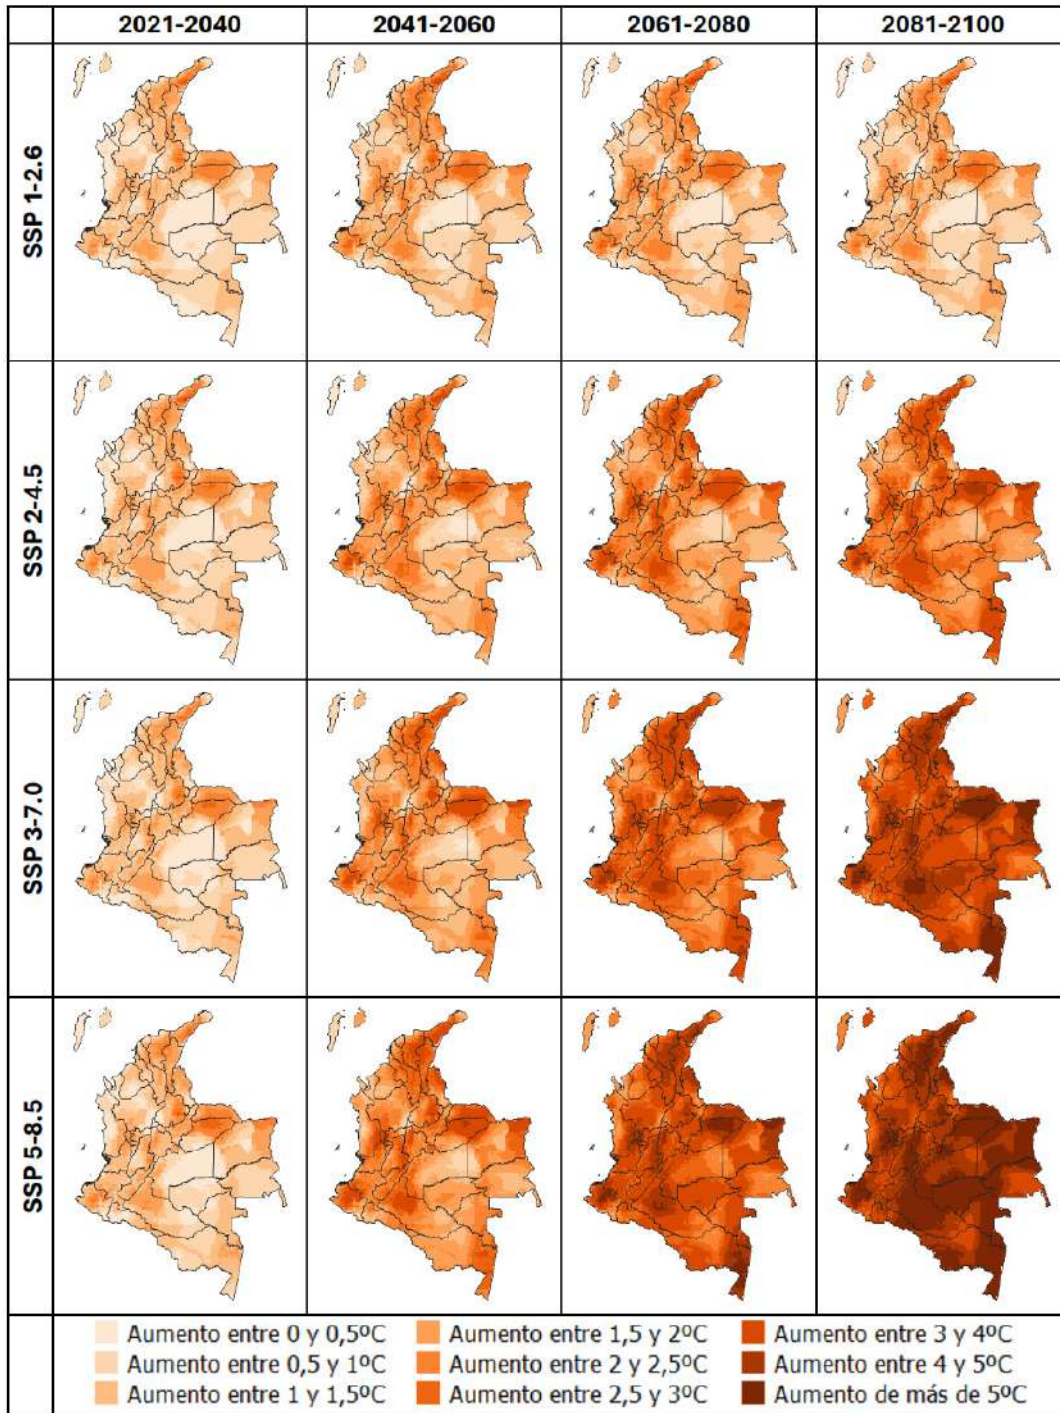 2021-2040 2041-2060 2061-2080 2081-2100
SSP 1-2.6
SSP 2-4.5
SSP 3-7.0
SSP 5-8.5
Aumento entre 0 y 0,5ºC Aumento entre 1,5 y 2ºC Aumento entre 3 y 4ºC
Aumento entre 0,5 y 1ºC Aumento entre 2 y 2,5ºC Aumento entre 4 y 5ºC
Aumento entre 1 y 1,5ºC Aumento entre 2,5 y 3ºC Aumento de más de 5ºC